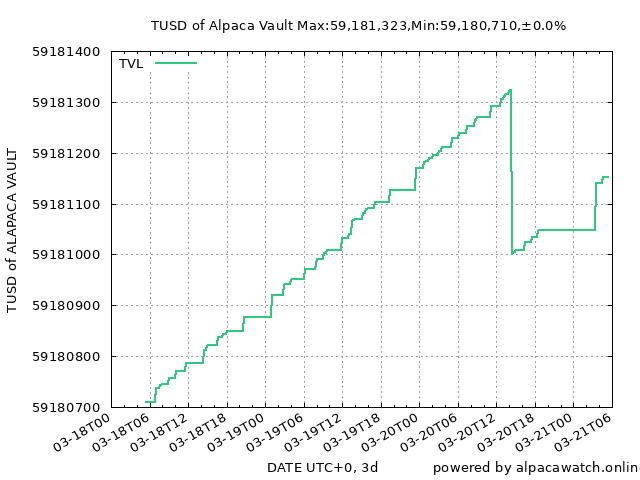 TUSD of Alpaca Vault Max:59,181,323,Min:59,180,710,±0.0%
TVL
59181400
59181300
59181200
59181100
59181000
59180900
59180800
59180700
TUSD of ALAPACA VAULT
03-18T00
03-18T06
03-18T12
03-18T18
03-19T00
03-19T06
03-19T12
03-19T18
03-20T00
03-20T06
03-20T12
03-20T18
03-21T00
03-21T06
DATE UTC+0, 3d
powered by alpacawatch.onlin